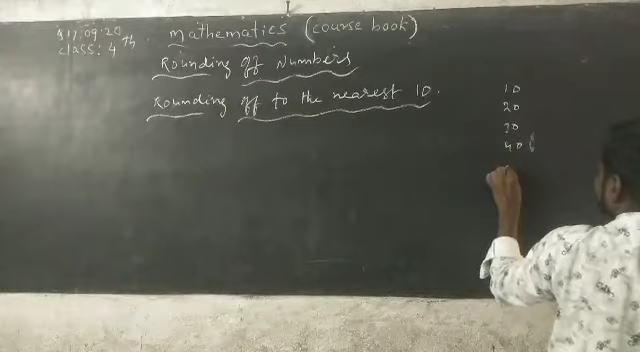 17:09:20
Class: 4th
Mathematics (course book)
Rounding off Numbers
Rounding off to the nearest 10.
10
20
30
40